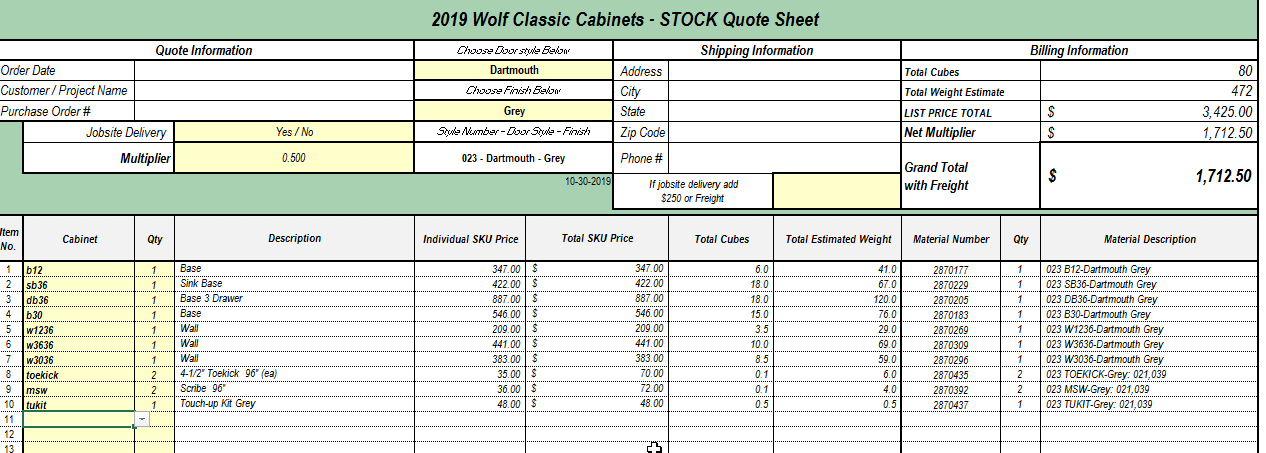 2019 Wolf Classic Cabinets - STOCK Quote Sheet
Quote Information Choose Door style Below Shipping Information Billing Information
Order Date Dartmouth Address Total Cubes 80
Customer / Project Name Choose Finish Below City Total Weight Estimate 472
Purchase Order # Grey State LIST PRICE TOTAL $ 3,425.00
Jobsite Delivery Yes / No Style Number - Door Style - Finish Zip Code Net Multiplier $ 1,712.50
Multiplier 0.500 023 - Dartmouth - Grey Phone # Grand Total with Freight $ 1,712.50
10-30-2019 If jobsite delivery add
$250 or Freight
Item No. Cabinet Qty Description Individual SKU Price Total SKU Price Total Cubes Total Estimated Weight Material Number Qty Material Description
1 b12 1 Base 347.00 $ 347.00 6.0 41.0 2870177 1 023 B12-Dartmouth Grey
2 sb36 1 Sink Base 422.00 $ 422.00 18.0 67.0 2870229 1 023 SB36-Dartmouth Grey
3 db36 1 Base 3 Drawer 887.00 $ 887.00 18.0 120.0 2870205 1 023 DB36-Dartmouth Grey
4 b30 1 Base 546.00 $ 546.00 15.0 76.0 2870183 1 023 B30-Dartmouth Grey
5 w1236 1 Wall 209.00 $ 209.00 3.5 29.0 2870269 1 023 W1236-Dartmouth Grey
6 w3636 1 Wall 441.00 $ 441.00 10.0 69.0 2870309 1 023 W3636-Dartmouth Grey
7 w3036 1 Wall 383.00 $ 383.00 8.5 59.0 2870296 1 023 W3036-Dartmouth Grey
8 toekick 2 4-1/2" Toekick 96" (ea) 35.00 $ 70.00 0.1 6.0 2870435 2 023 TOEKICK-Grey: 021,039
9 msw 2 Scribe 96" 36.00 $ 72.00 0.1 4.0 2870392 2 023 MSW-Grey: 021,039
10 tukit 1 Touch-up Kit Grey 48.00 $ 48.00 0.5 0.5 2870437 1 023 TUKIT-Grey: 021,039
11
12
13